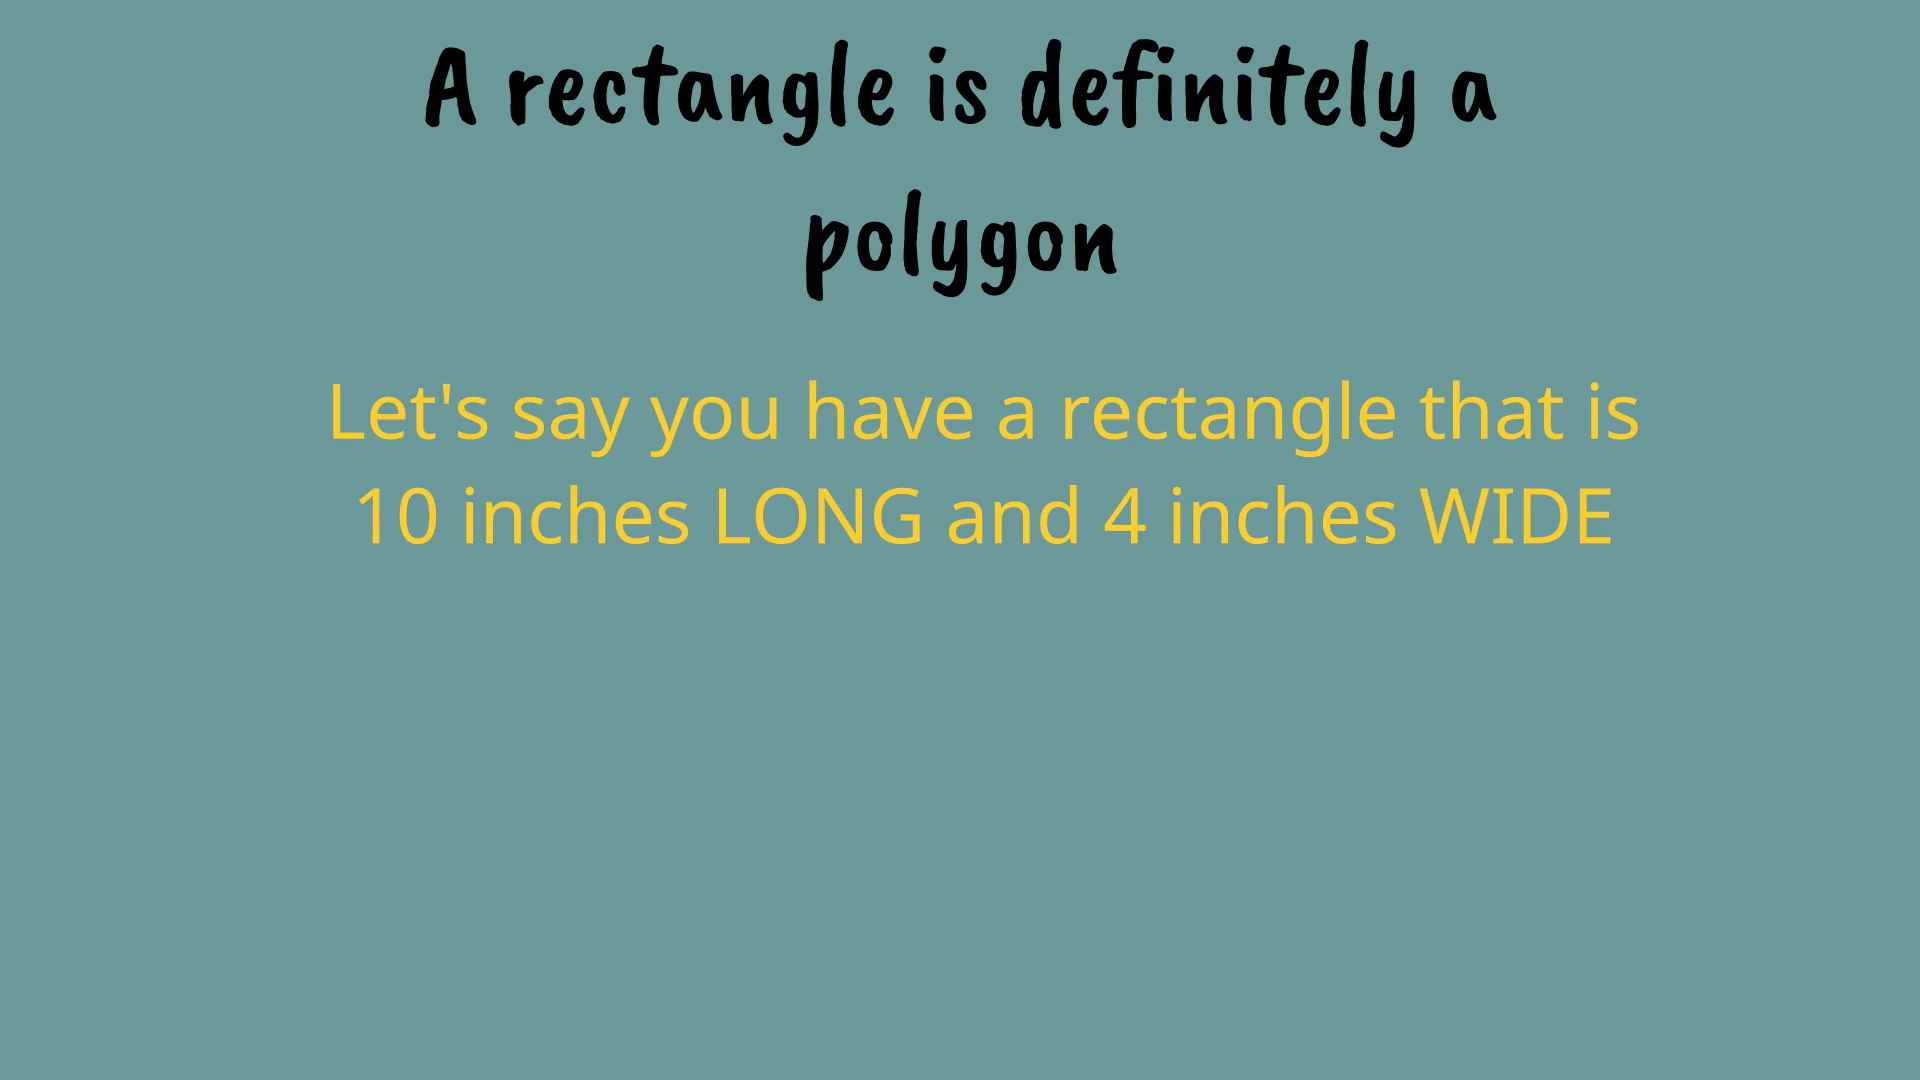 A rectangle is definitely a
polygon
Let's say you have a rectangle that is
10 inches LONG and 4 inches WIDE